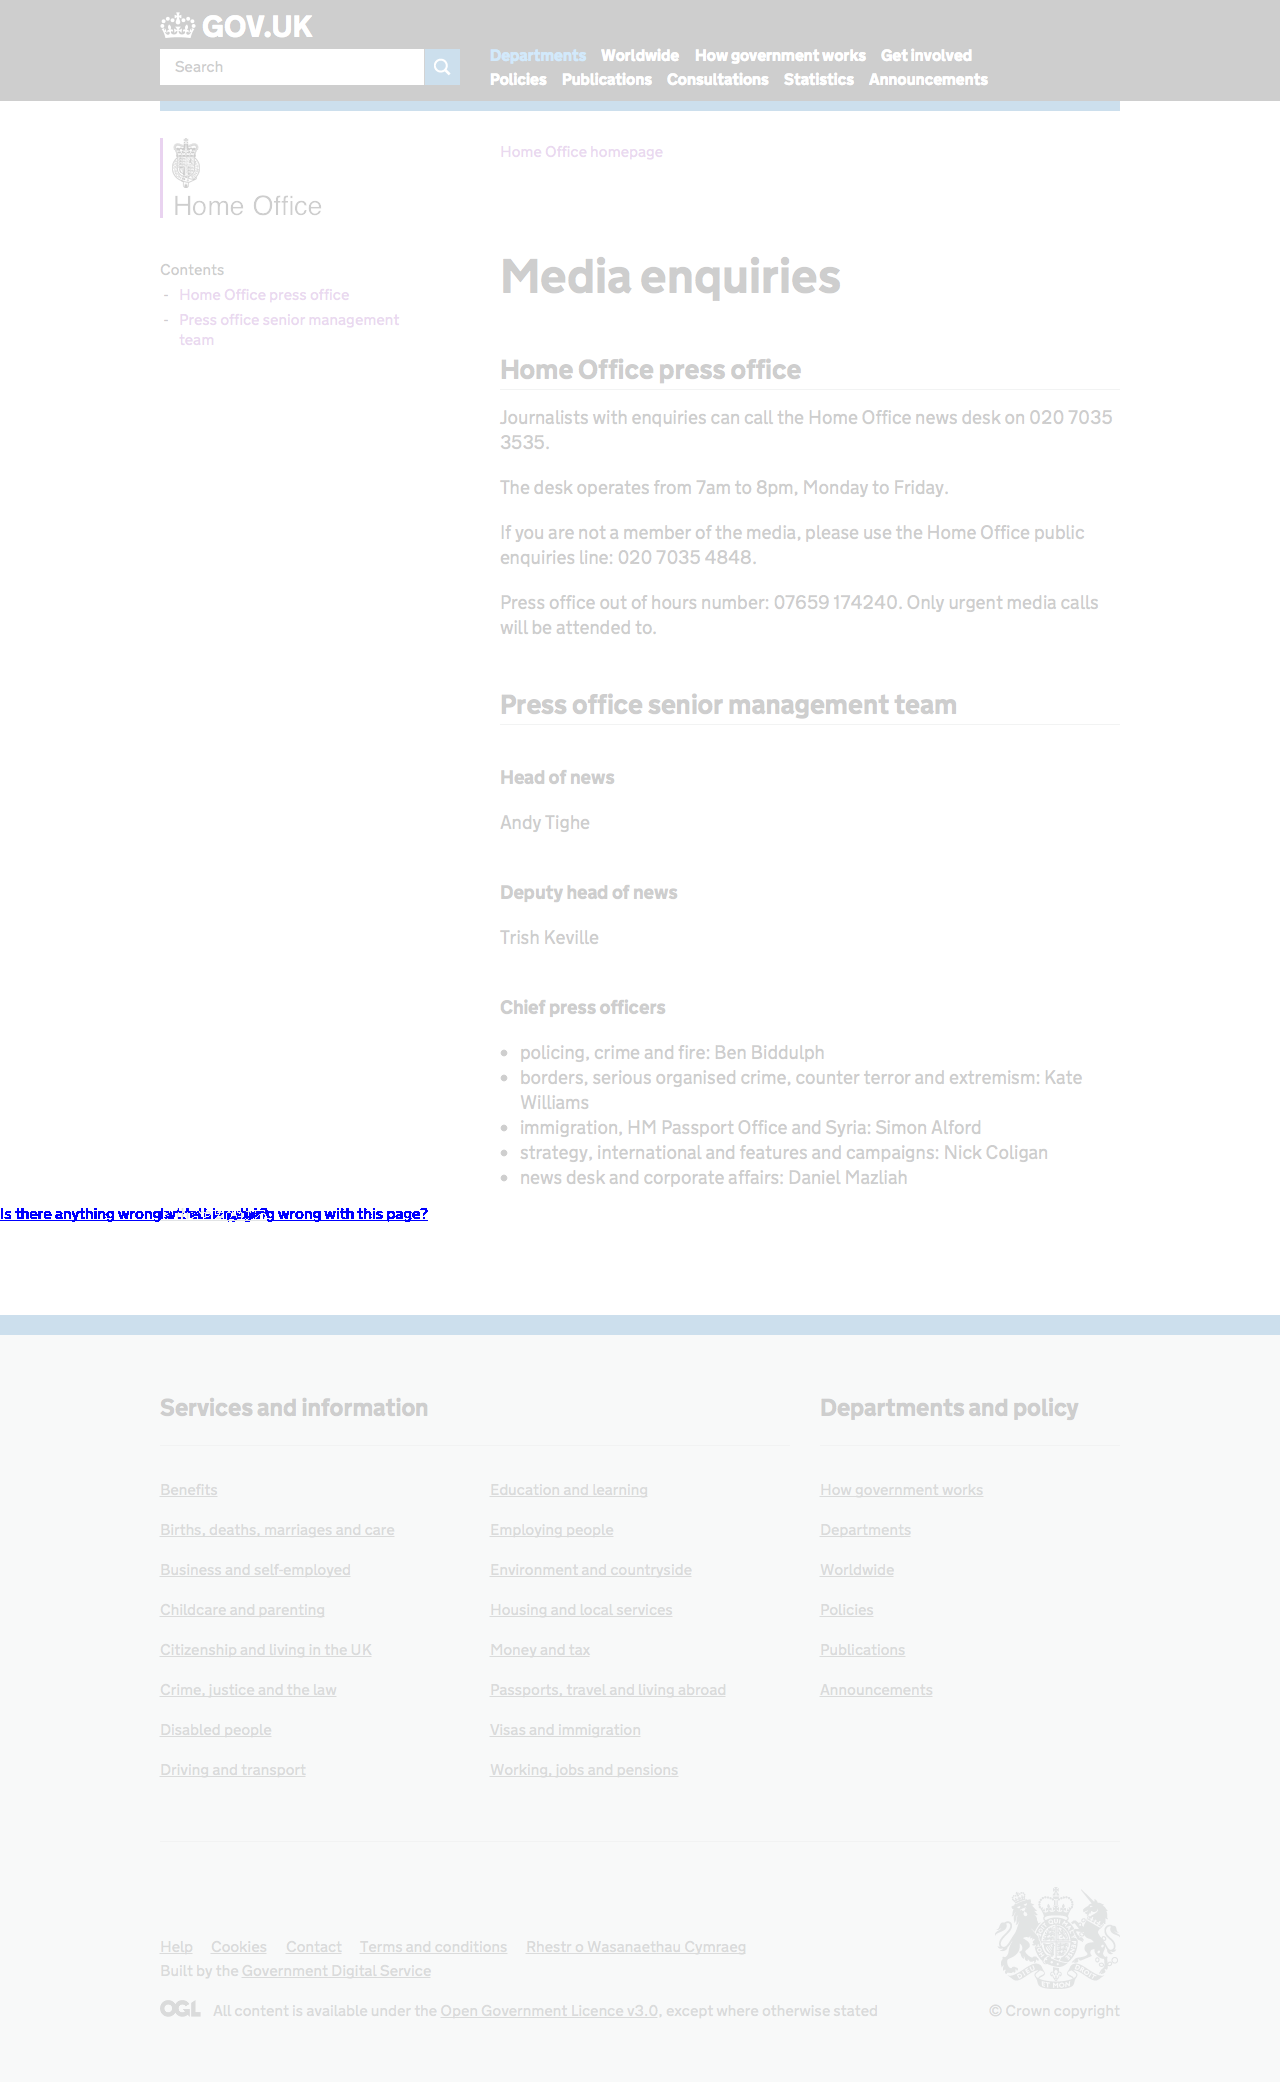 GOV.UK
Search
Departments Worldwide How government works Get involved
Policies Publications Consultations Statistics Announcements
Home Office
Home Office homepage
Contents
- Home Office press office
- Press office senior management
team
Media enquiries
Home Office press office
Journalists with enquiries can call the Home Office news desk on 020 7035
3535.
The desk operates from 7am to 8pm, Monday to Friday.
If you are not a member of the media, please use the Home Office public
enquiries line: 020 7035 4848.
Press office out of hours number: 07659 174240. Only urgent media calls
will be attended to.
Press office senior management team
Head of news
Andy Tighe
Deputy head of news
Trish Keville
Chief press officers
• policing, crime and fire: Ben Biddulph
• borders, serious organised crime, counter terror and extremism: Kate
Williams
• immigration, HM Passport Office and Syria: Simon Alford
• strategy, international and features and campaigns: Nick Coligan
• news desk and corporate affairs: Daniel Mazliah
Is there anything wrong wrong with this page?
Services and information
Departments and policy
Benefits
Births, deaths, marriages and care
Business and self-employed
Childcare and parenting
Citizenship and living in the UK
Crime, justice and the law
Disabled people
Driving and transport
Education and learning
Employing people
Environment and countryside
Housing and local services
Money and tax
Passports, travel and living abroad
Visas and immigration
Working, jobs and pensions
How government works
Departments
Worldwide
Policies
Publications
Announcements
Help Cookies Contact Terms and conditions Rhestr o Wasanaethau Cymraeg
Built by the Government Digital Service
OGL All content is available under the Open Government Licence v3.0, except where otherwise stated
© Crown copyright